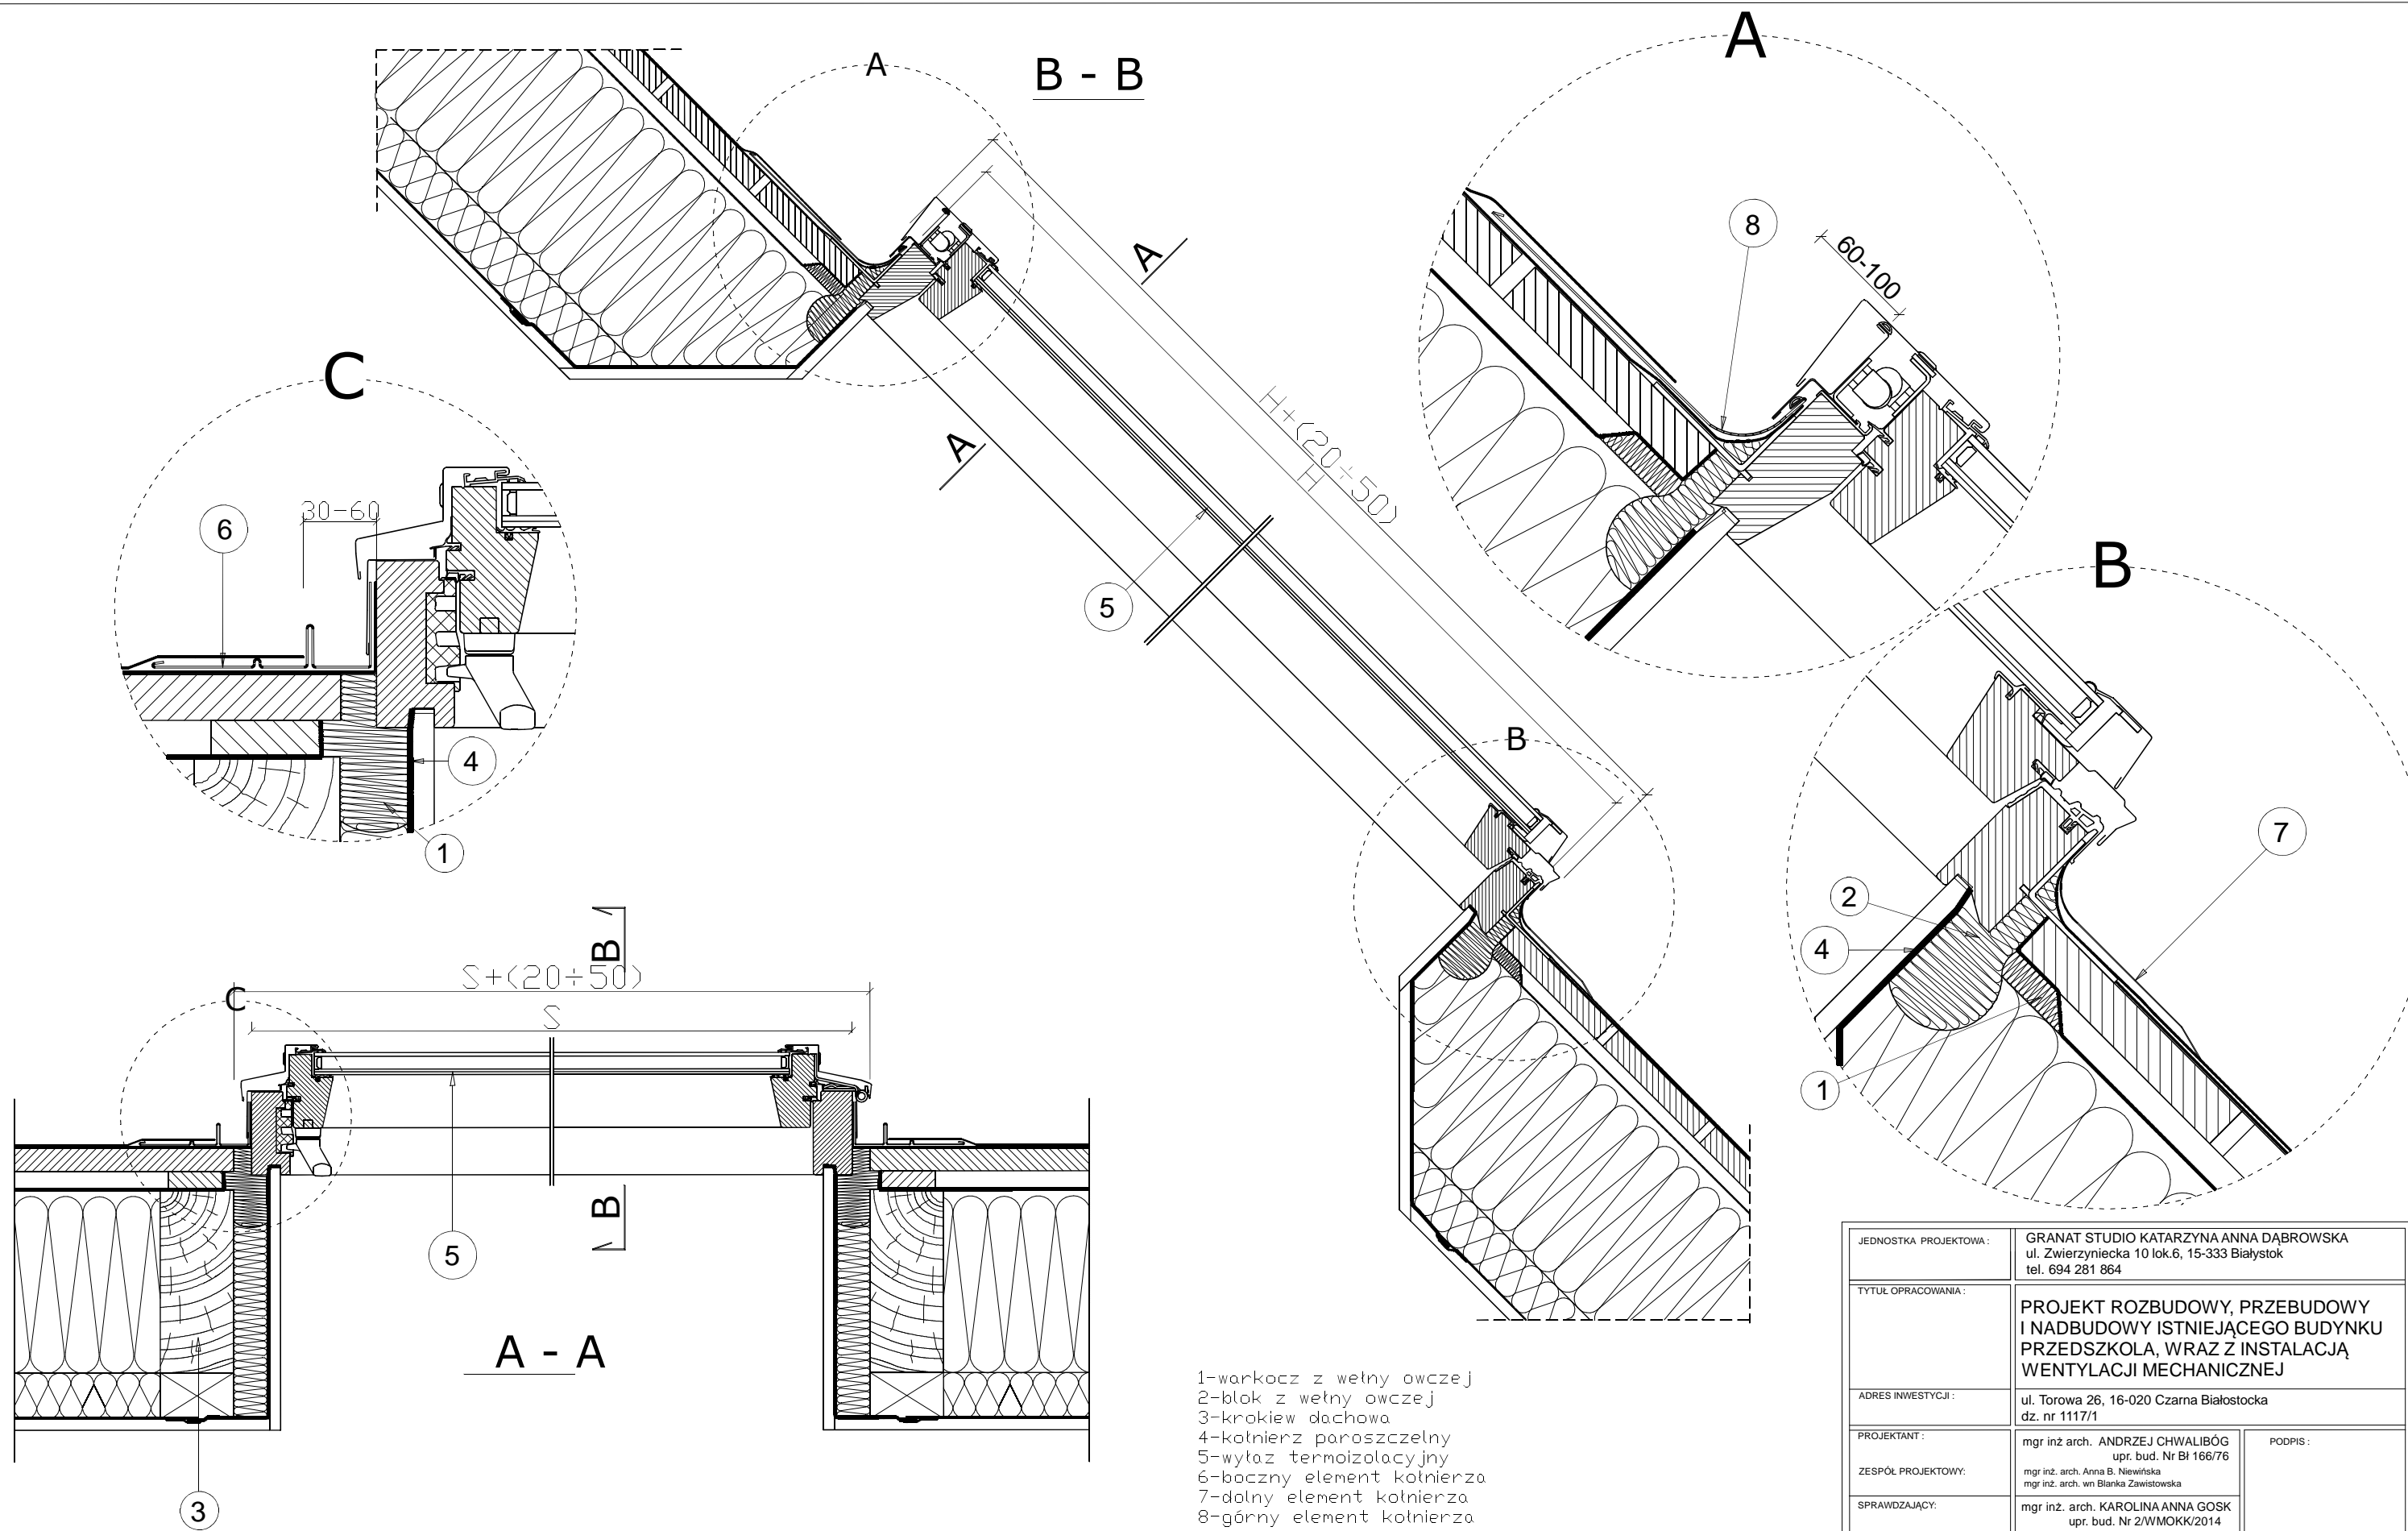 A
B - B
A
8
60-100
A
C
A
H+(20÷50)
H
30-60
6
5
B
B
7
4
2
1
4
1
B
S+(20÷50)
C
S
B
5
A - A
3
1-warkocz z wełny owczej
2-blok z wełny owczej
3-krokiew dachowa
4-kołnierz paroszczelny
5-wyłaz termoizolacyjny
6-boczny element kołnierza
7-dolny element kołnierza
8-górny element kołnierza
JEDNOSTKA PROJEKTOWA :
GRANAT STUDIO KATARZYNA ANNA DĄBROWSKA
ul. Zwierzyniecka 10 lok.6, 15-333 Białystok
tel. 694 281 864
TYTUŁ OPRACOWANIA :
PROJEKT ROZBUDOWY, PRZEBUDOWY
I NADBUDOWY ISTNIEJĄCEGO BUDYNKU
PRZEDSZKOLA, WRAZ Z INSTALACJĄ
WENTYLACJI MECHANICZNEJ
ADRES INWESTYCJI :
ul. Torowa 26, 16-020 Czarna Białostocka
dz. nr 1117/1
PROJEKTANT :
mgr inż arch. ANDRZEJ CHWALIBÓG
upr. bud. Nr Bł 166/76
PODPIS :
ZESPÓŁ PROJEKTOWY:
mgr inż. arch. Anna B. Niewińska
mgr inż. arch. wn Blanka Zawistowska
SPRAWDZAJĄCY:
mgr inż. arch. KAROLINA ANNA GOSK
upr. bud. Nr 2/WMOKK/2014